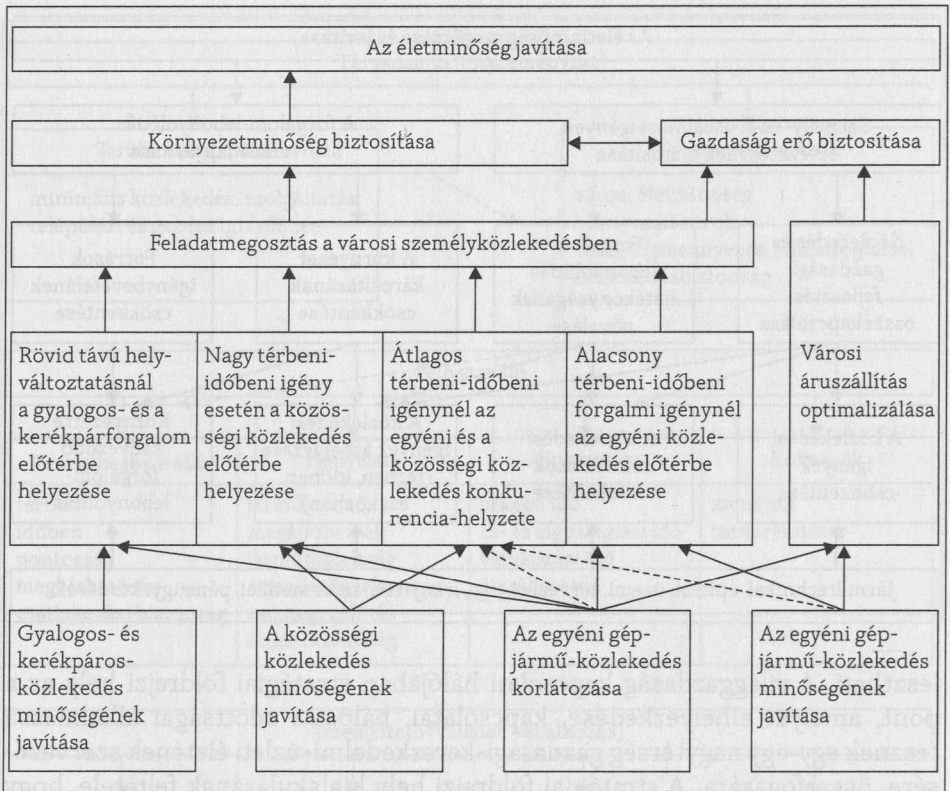 Az életminőség javítása
Környezetminőség biztosítása
Gazdasági erő biztosítása
Feladatmegosztás a városi személyközlekedésben
Rövid távú hely-
változtatásnál
a gyalogos- és a
kerékpárforgalom
előtérbe
helyezése
Nagy térbeni-
időbeni igény
esetén a közös-
ségi közlekedés
előtérbe
helyezése
Átlagos
térbeni-időbeni
igénynél az
egyéni és a
közösségi köz-
lekedés konku-
rencia-helyzete
Alacsony
térbeni-időbeni
forgalmi igénynél
az egyéni közle-
kedés előtérbe
helyezése
Városi
áruszállítás
optimalizálása
Gyalogos- és
kerékpáros-
közlekedés
minőségének
javítása
A közösségi
közlekedés
minőségének
javítása
Az egyéni gép-
jármű-közlekedés
korlátozása
Az egyéni gép-
jármű-közlekedés
minőségének
javítása